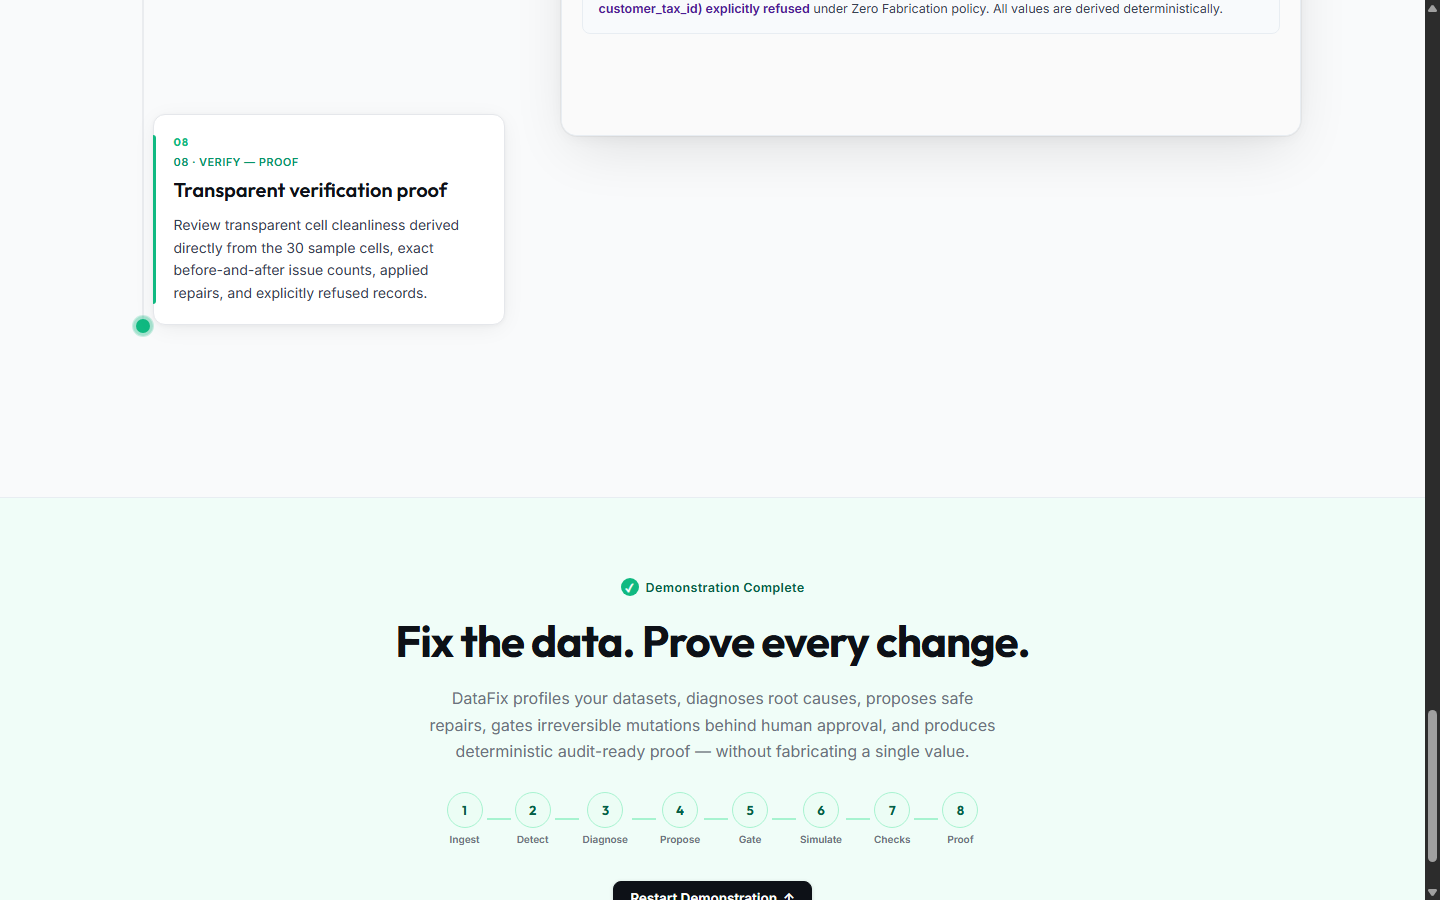 customer_tax_id) explicitly refused under Zero Fabrication policy. All values are derived deterministically.
08
08 · VERIFY — PROOF
Transparent verification proof
Review transparent cell cleanliness derived
directly from the 30 sample cells, exact
before-and-after issue counts, applied
repairs, and explicitly refused records.
Demonstration Complete
Fix the data. Prove every change.
DataFix profiles your datasets, diagnoses root causes, proposes safe
repairs, gates irreversible mutations behind human approval, and produces
deterministic audit-ready proof — without fabricating a single value.
1 2 3 4 5 6 7 8
Ingest Detect Diagnose Propose Gate Simulate Checks Proof
Restart Demonstration ↑